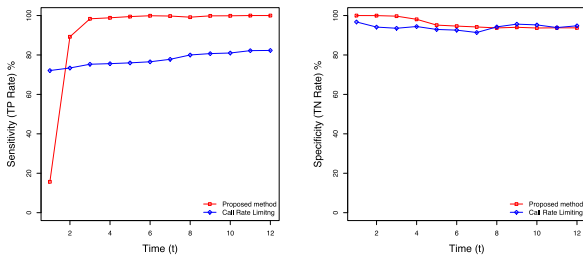 Sensitivity (TP Rate) %
100
80
60
40
20
0
2 4 6 8 10 12
Time (t)
Proposed method
Call Rate Limiting
Specificity (TN Rate) %
100
80
60
40
20
0
2 4 6 8 10 12
Time (t)
Proposed method
Call Rate Limiting